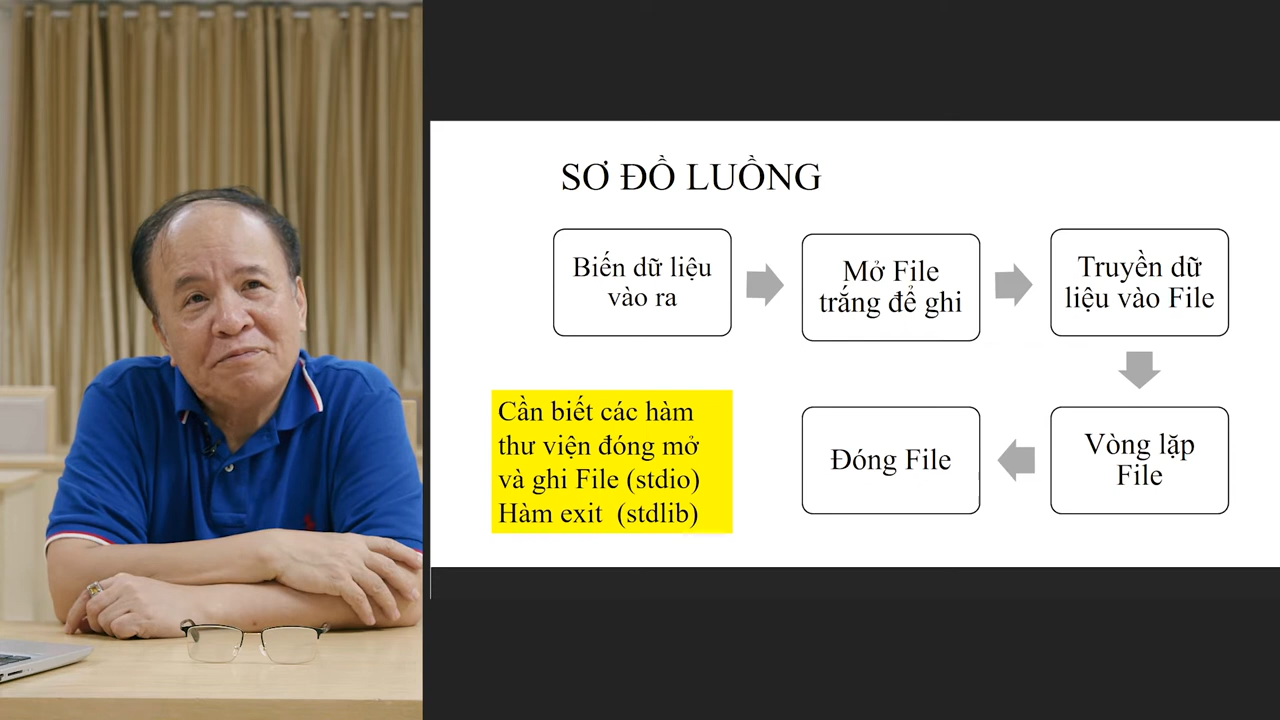 SƠ ĐỒ LUỒNG
Biến dữ liệu
vào ra
Mở File
trắng để ghi
Truyền dữ
liệu vào File
Vòng lặp
File
Đóng File
Cần biết các hàm
thư viện đóng mở
và ghi File (stdio)
Hàm exit (stdlib)